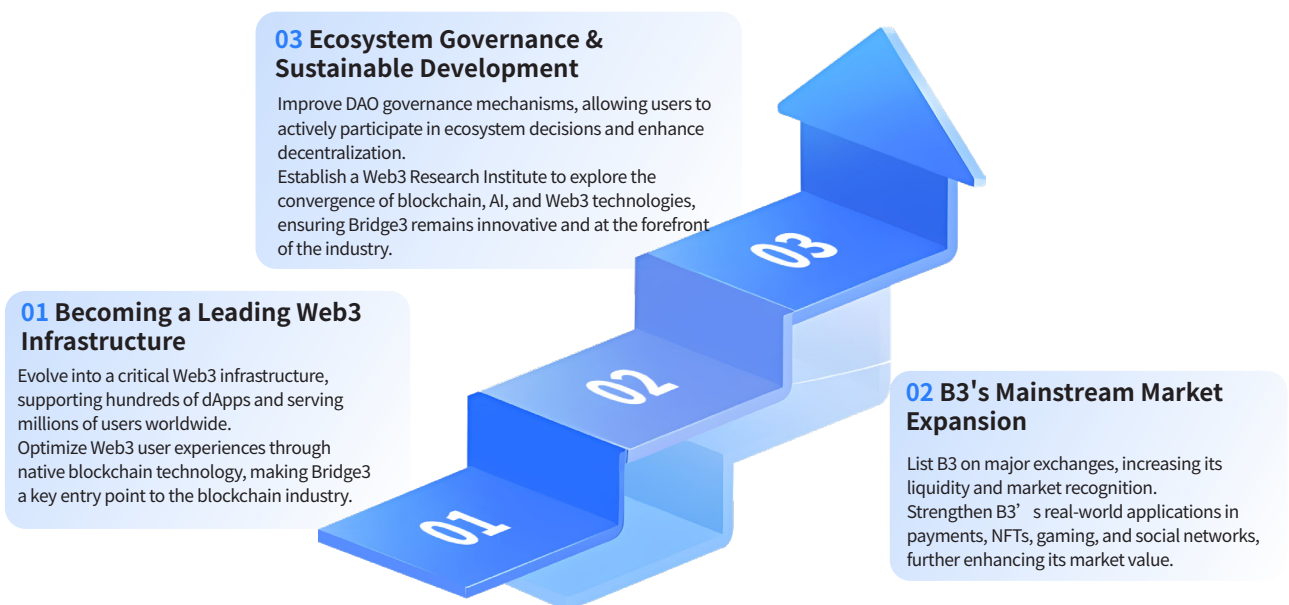 03 Ecosystem Governance &
Sustainable Development
Improve DAO governance mechanisms, allowing users to
actively participate in ecosystem decisions and enhance
decentralization.
Establish a Web3 Research Institute to explore the
convergence of blockchain, AI, and Web3 technologies,
ensuring Bridge3 remains innovative and at the forefront
of the industry.
01 Becoming a Leading Web3
Infrastructure
Evolve into a critical Web3 infrastructure,
supporting hundreds of dApps and serving
millions of users worldwide.
Optimize Web3 user experiences through
native blockchain technology, making Bridge3
a key entry point to the blockchain industry.
02 B3's Mainstream Market
Expansion
List B3 on major exchanges, increasing its
liquidity and market recognition.
Strengthen B3’ s real-world applications in
payments, NFTs, gaming, and social networks,
further enhancing its market value.
03
02
01